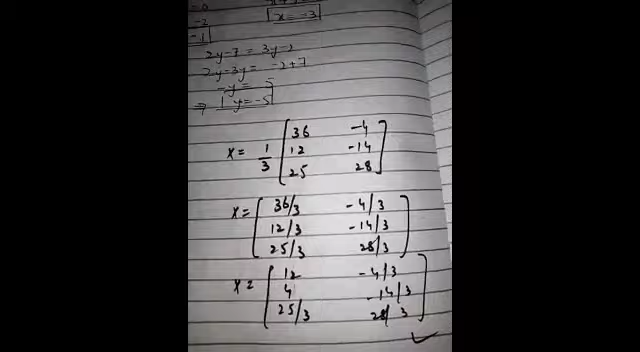 -2
x = -3
-1
2y-7 = 3y-2
2y-3y = -2+7
-y = 5
⇒ y = -5
x = 1/3 [ 36 -4
12 -14
25 28 ]
x = [ 36/3 -4/3
12/3 -14/3
25/3 28/3 ]
x = [ 12 -4/3
4 -14/3
25/3 28/3 ]